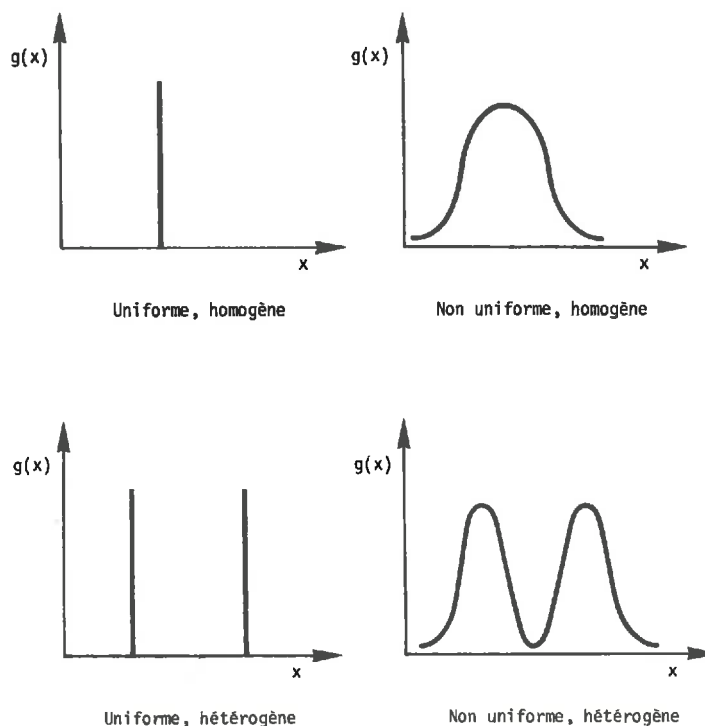 g(x)
x
Uniforme, homogène
g(x)
x
Non uniforme, homogène
g(x)
x
Uniforme, hétérogène
g(x)
x
Non uniforme, hétérogène